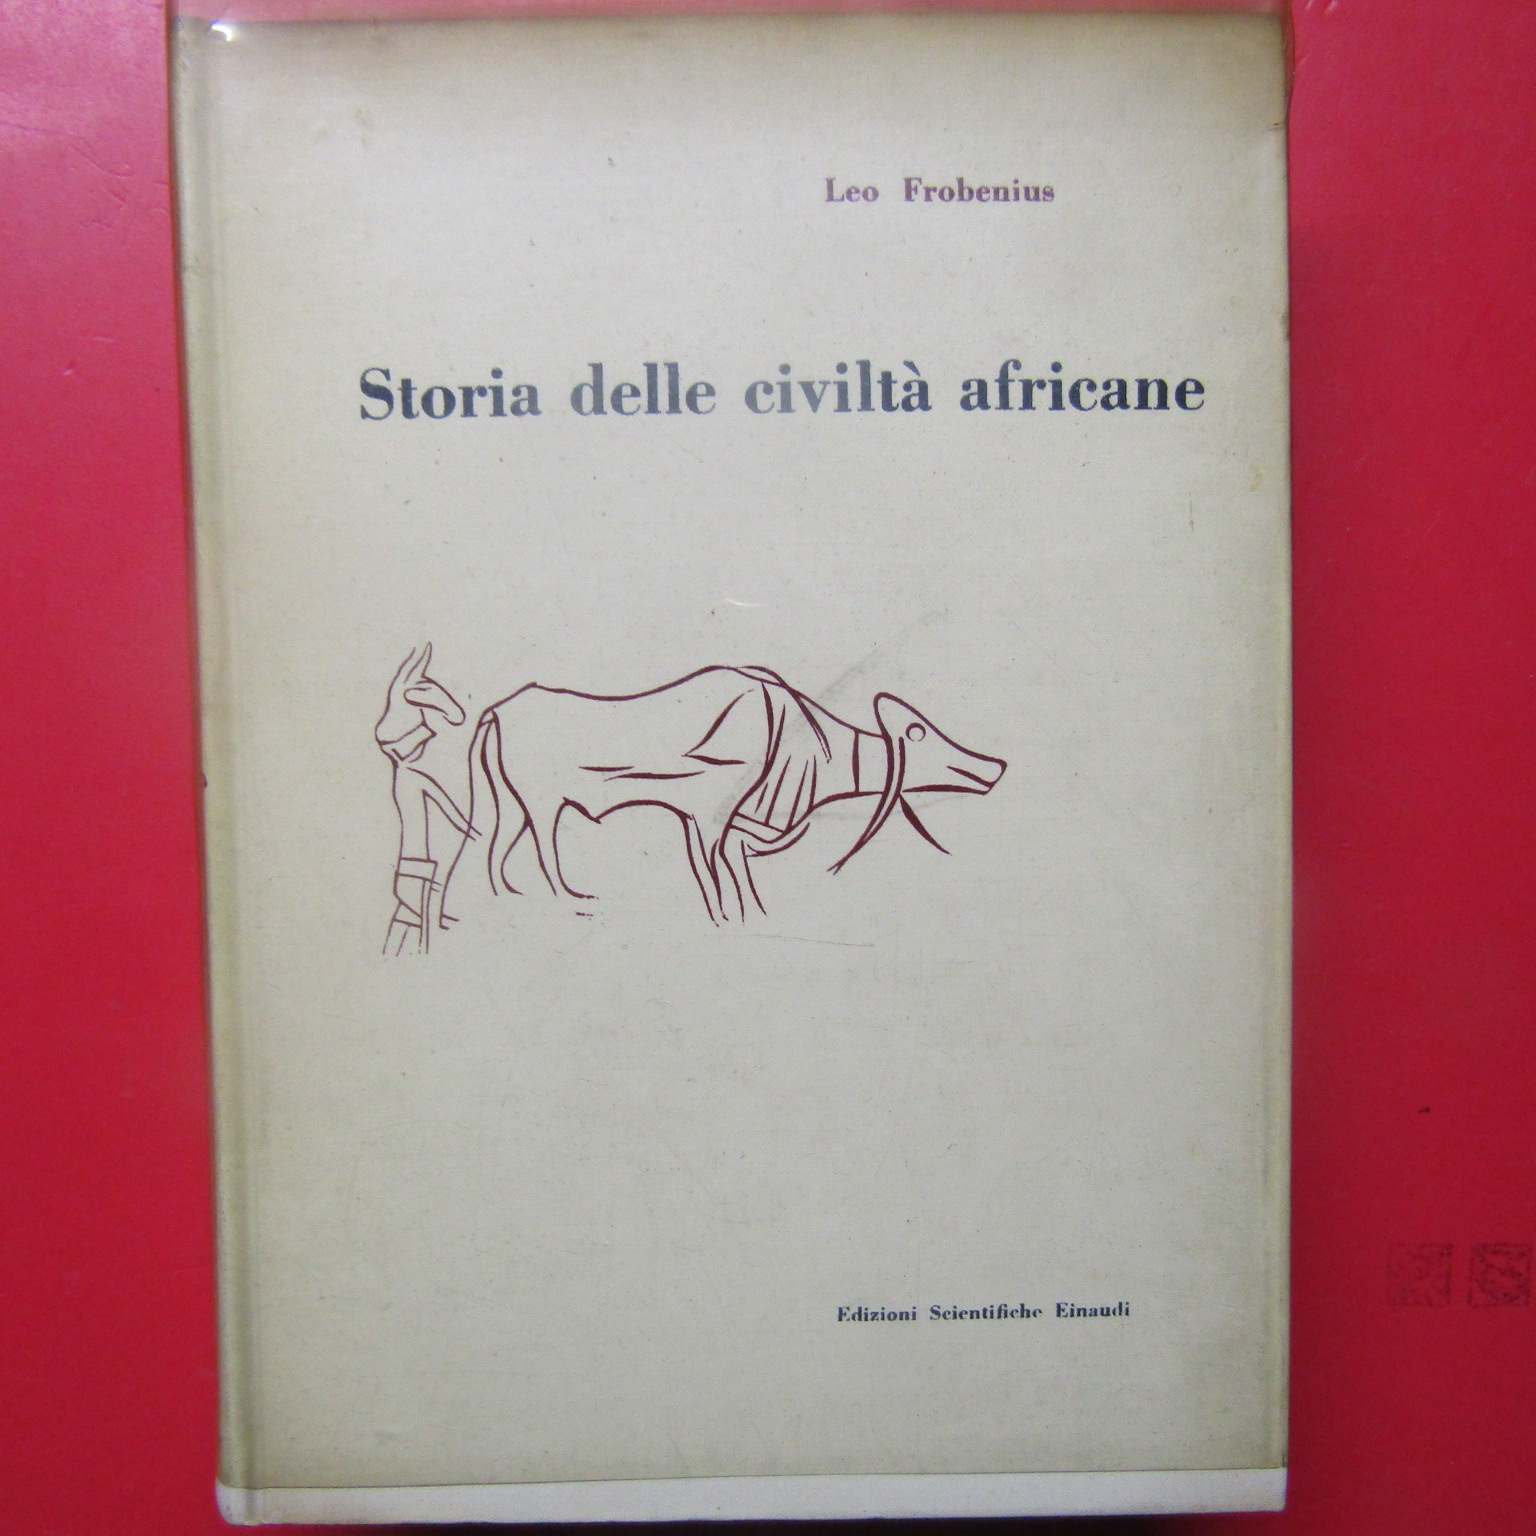 Leo Frobenius
Storia delle civiltà africane
Edizioni Scientifiche Einaudi